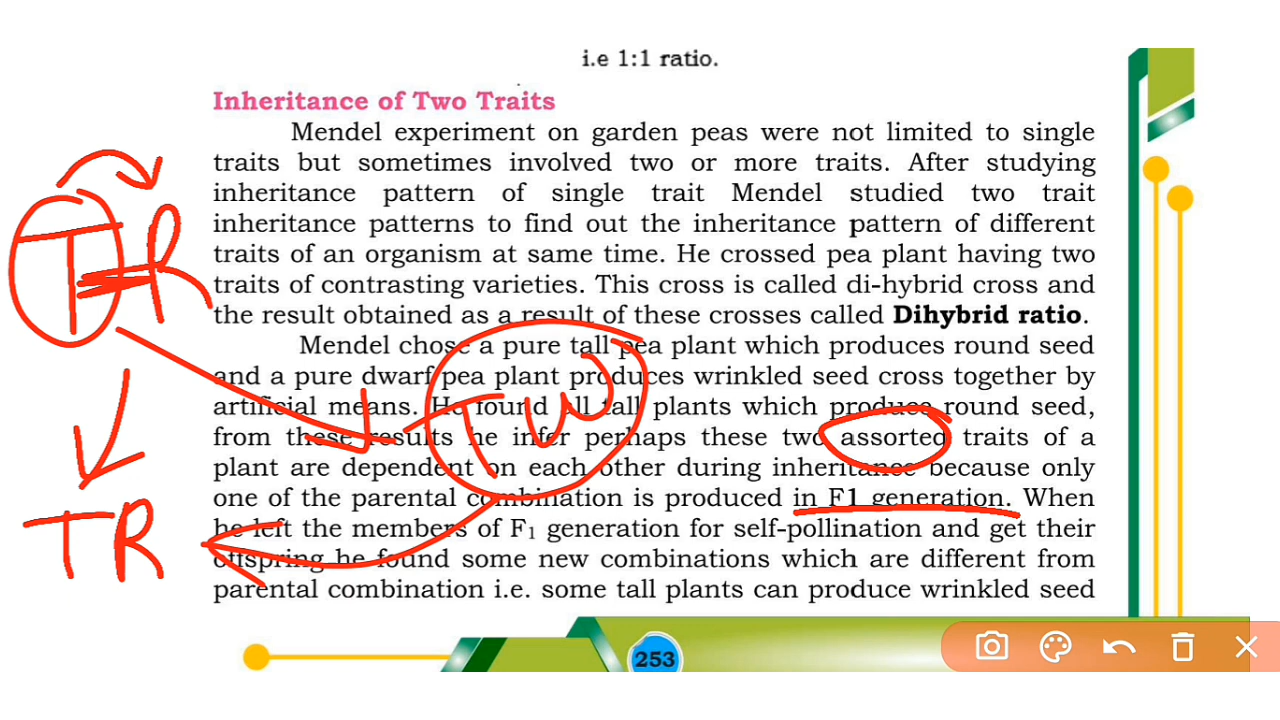 i.e 1:1 ratio.
Inheritance of Two Traits
Mendel experiment on garden peas were not limited to single
traits but sometimes involved two or more traits. After studying
inheritance pattern of single trait Mendel studied two trait
inheritance patterns to find out the inheritance pattern of different
traits of an organism at same time. He crossed pea plant having two
traits of contrasting varieties. This cross is called di-hybrid cross and
the result obtained as a result of these crosses called Dihybrid ratio.
Mendel chose a pure tall pea plant which produces round seed
and a pure dwarf pea plant produces wrinkled seed cross together by
artificial means. He found all tall plants which produce round seed,
from these results he infer perhaps these two assorted traits of a
plant are dependent on each other during inheritance because only
one of the parental combination is produced in F1 generation. When
he left the members of F₁ generation for self-pollination and get their
offspring he found some new combinations which are different from
parental combination i.e. some tall plants can produce wrinkled seed
253
T R
TW
TR